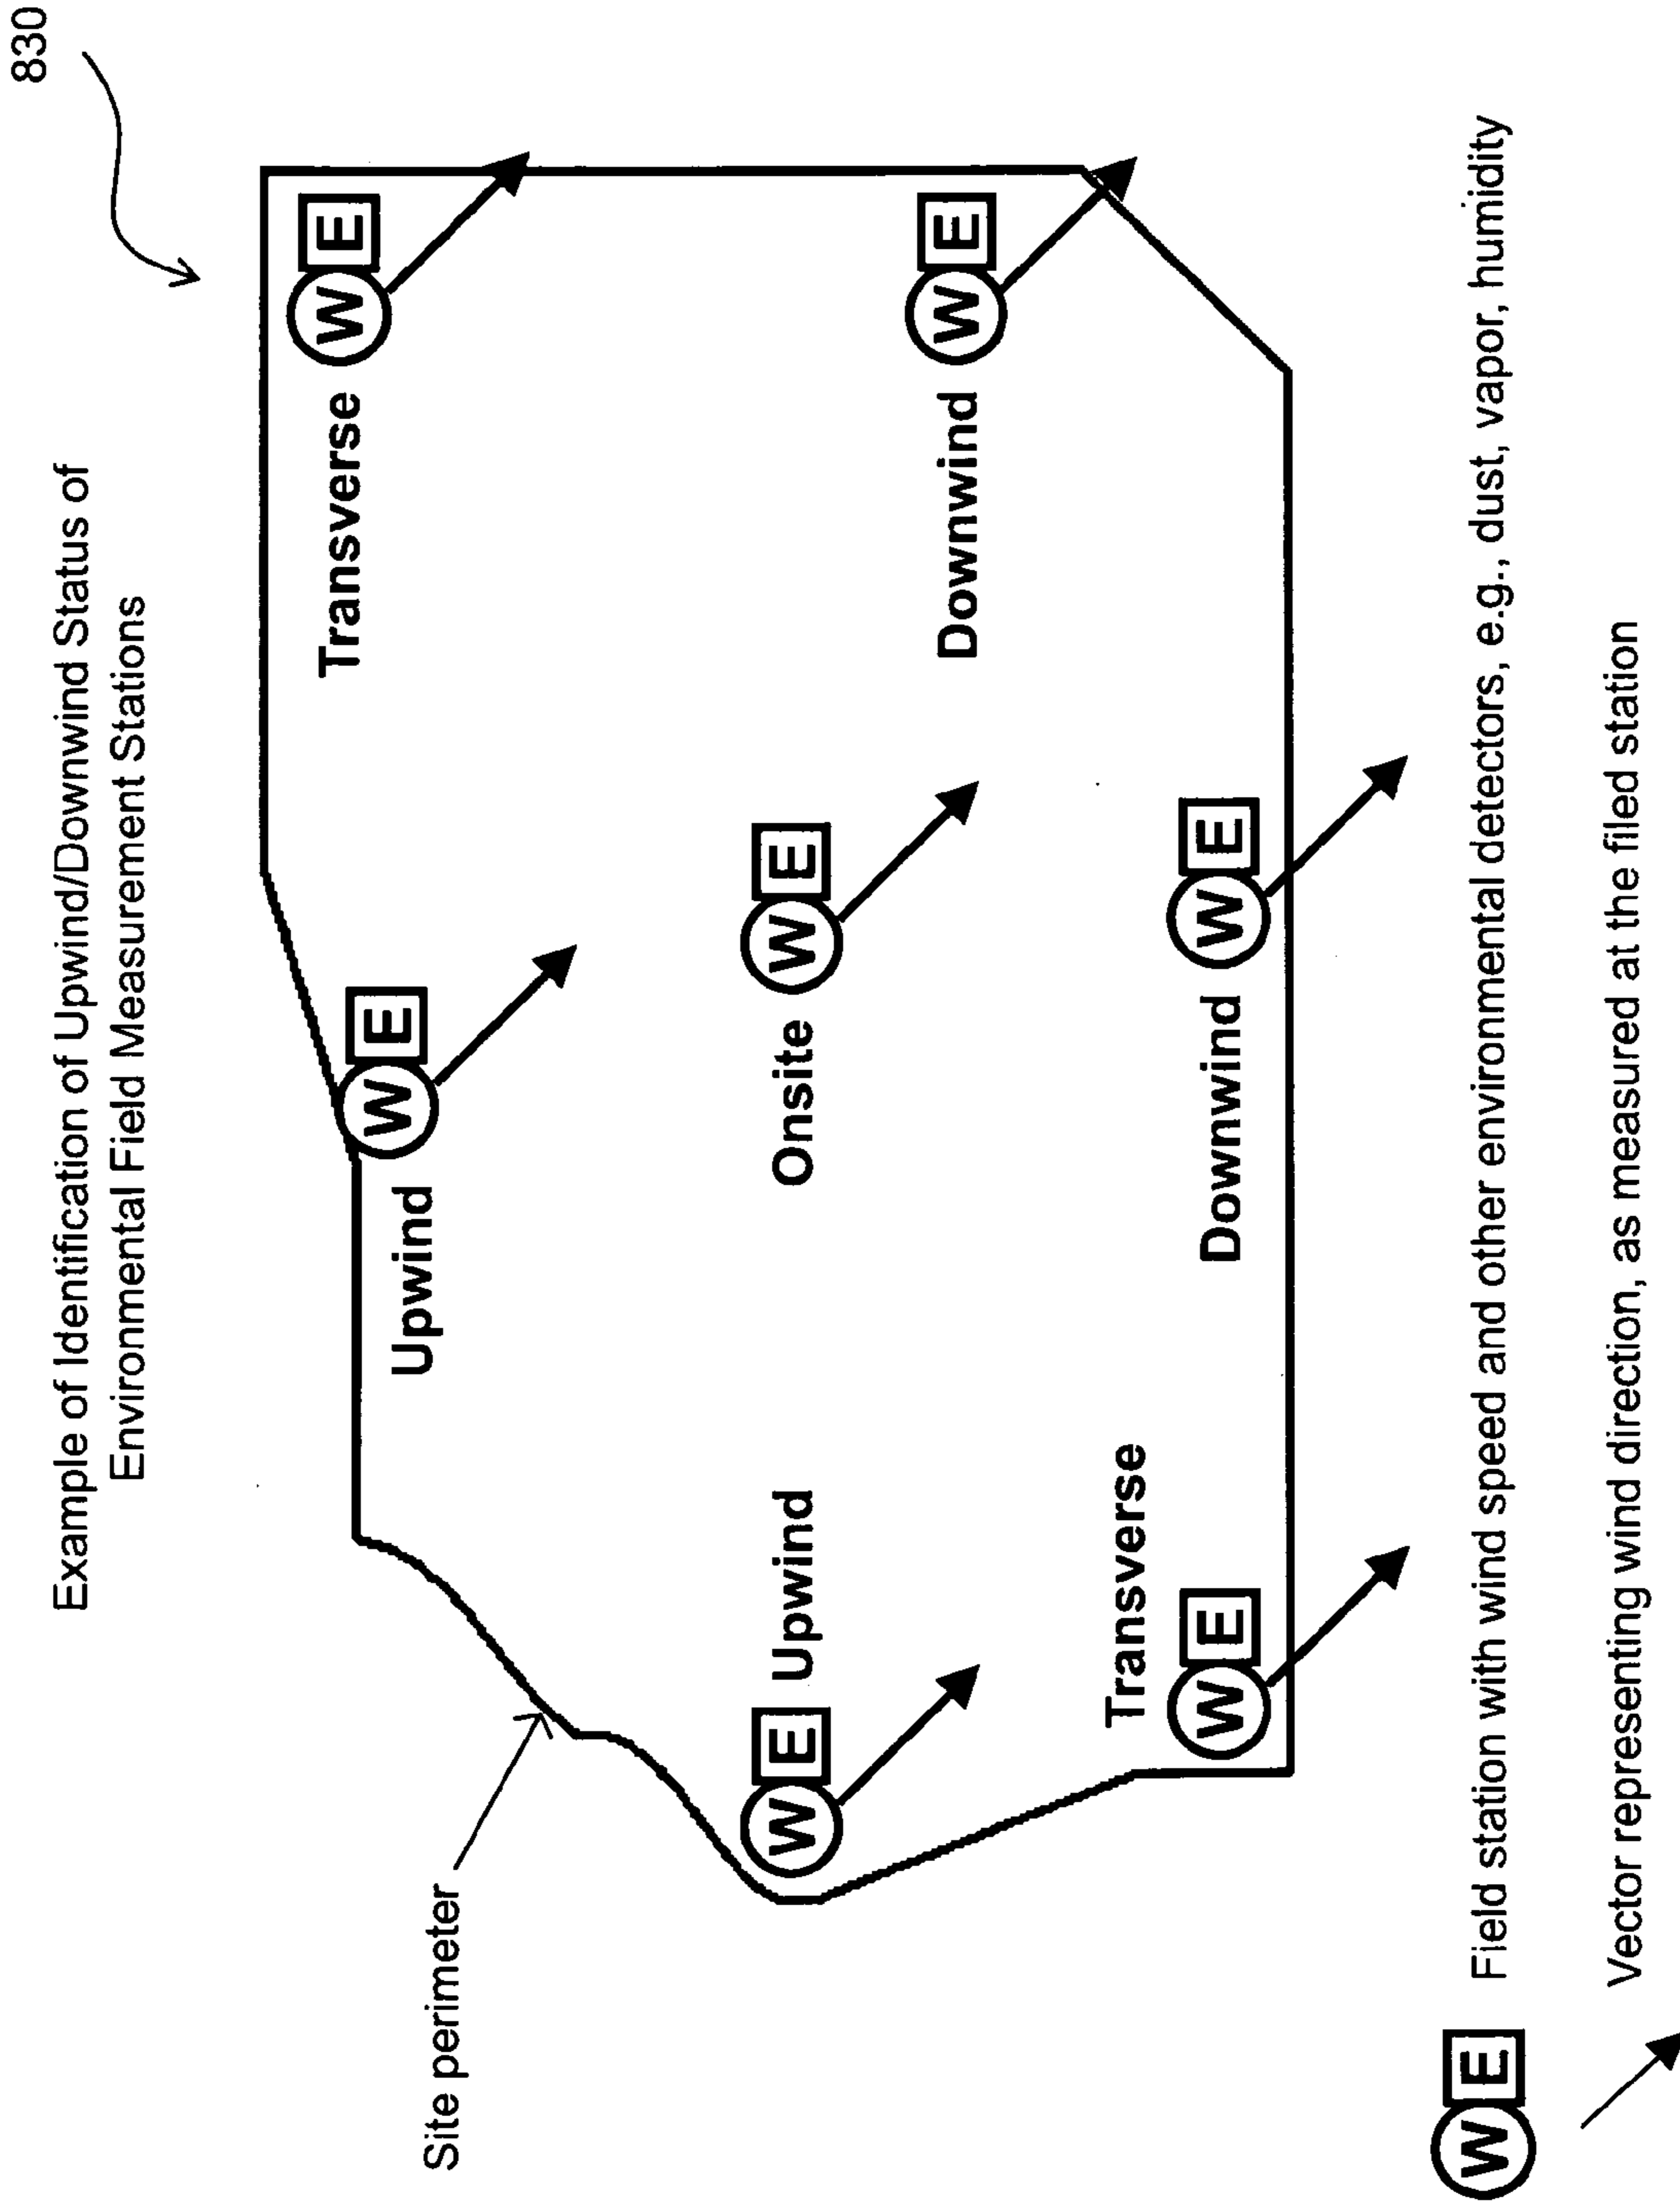 830
Example of Identification of Upwind/Downwind Status of
Environmental Field Measurement Stations
Site perimeter
W E
Transverse
W E
Upwind
W E
Upwind
W E
Onsite
W E
Downwind
W E
Transverse
W E
Downwind
W E
Field station with wind speed and other environmental detectors, e.g., dust, vapor, humidity
Vector representing wind direction, as measured at the filed station